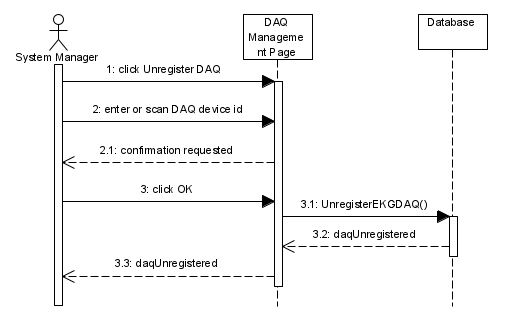 System Manager
DAQ
Manageme
nt Page
Database
1: click Unregister DAQ
2: enter or scan DAQ device id
2.1: confirmation requested
3: click OK
3.1: UnregisterEKGDAQ()
3.2: daqUnregistered
3.3: daqUnregistered